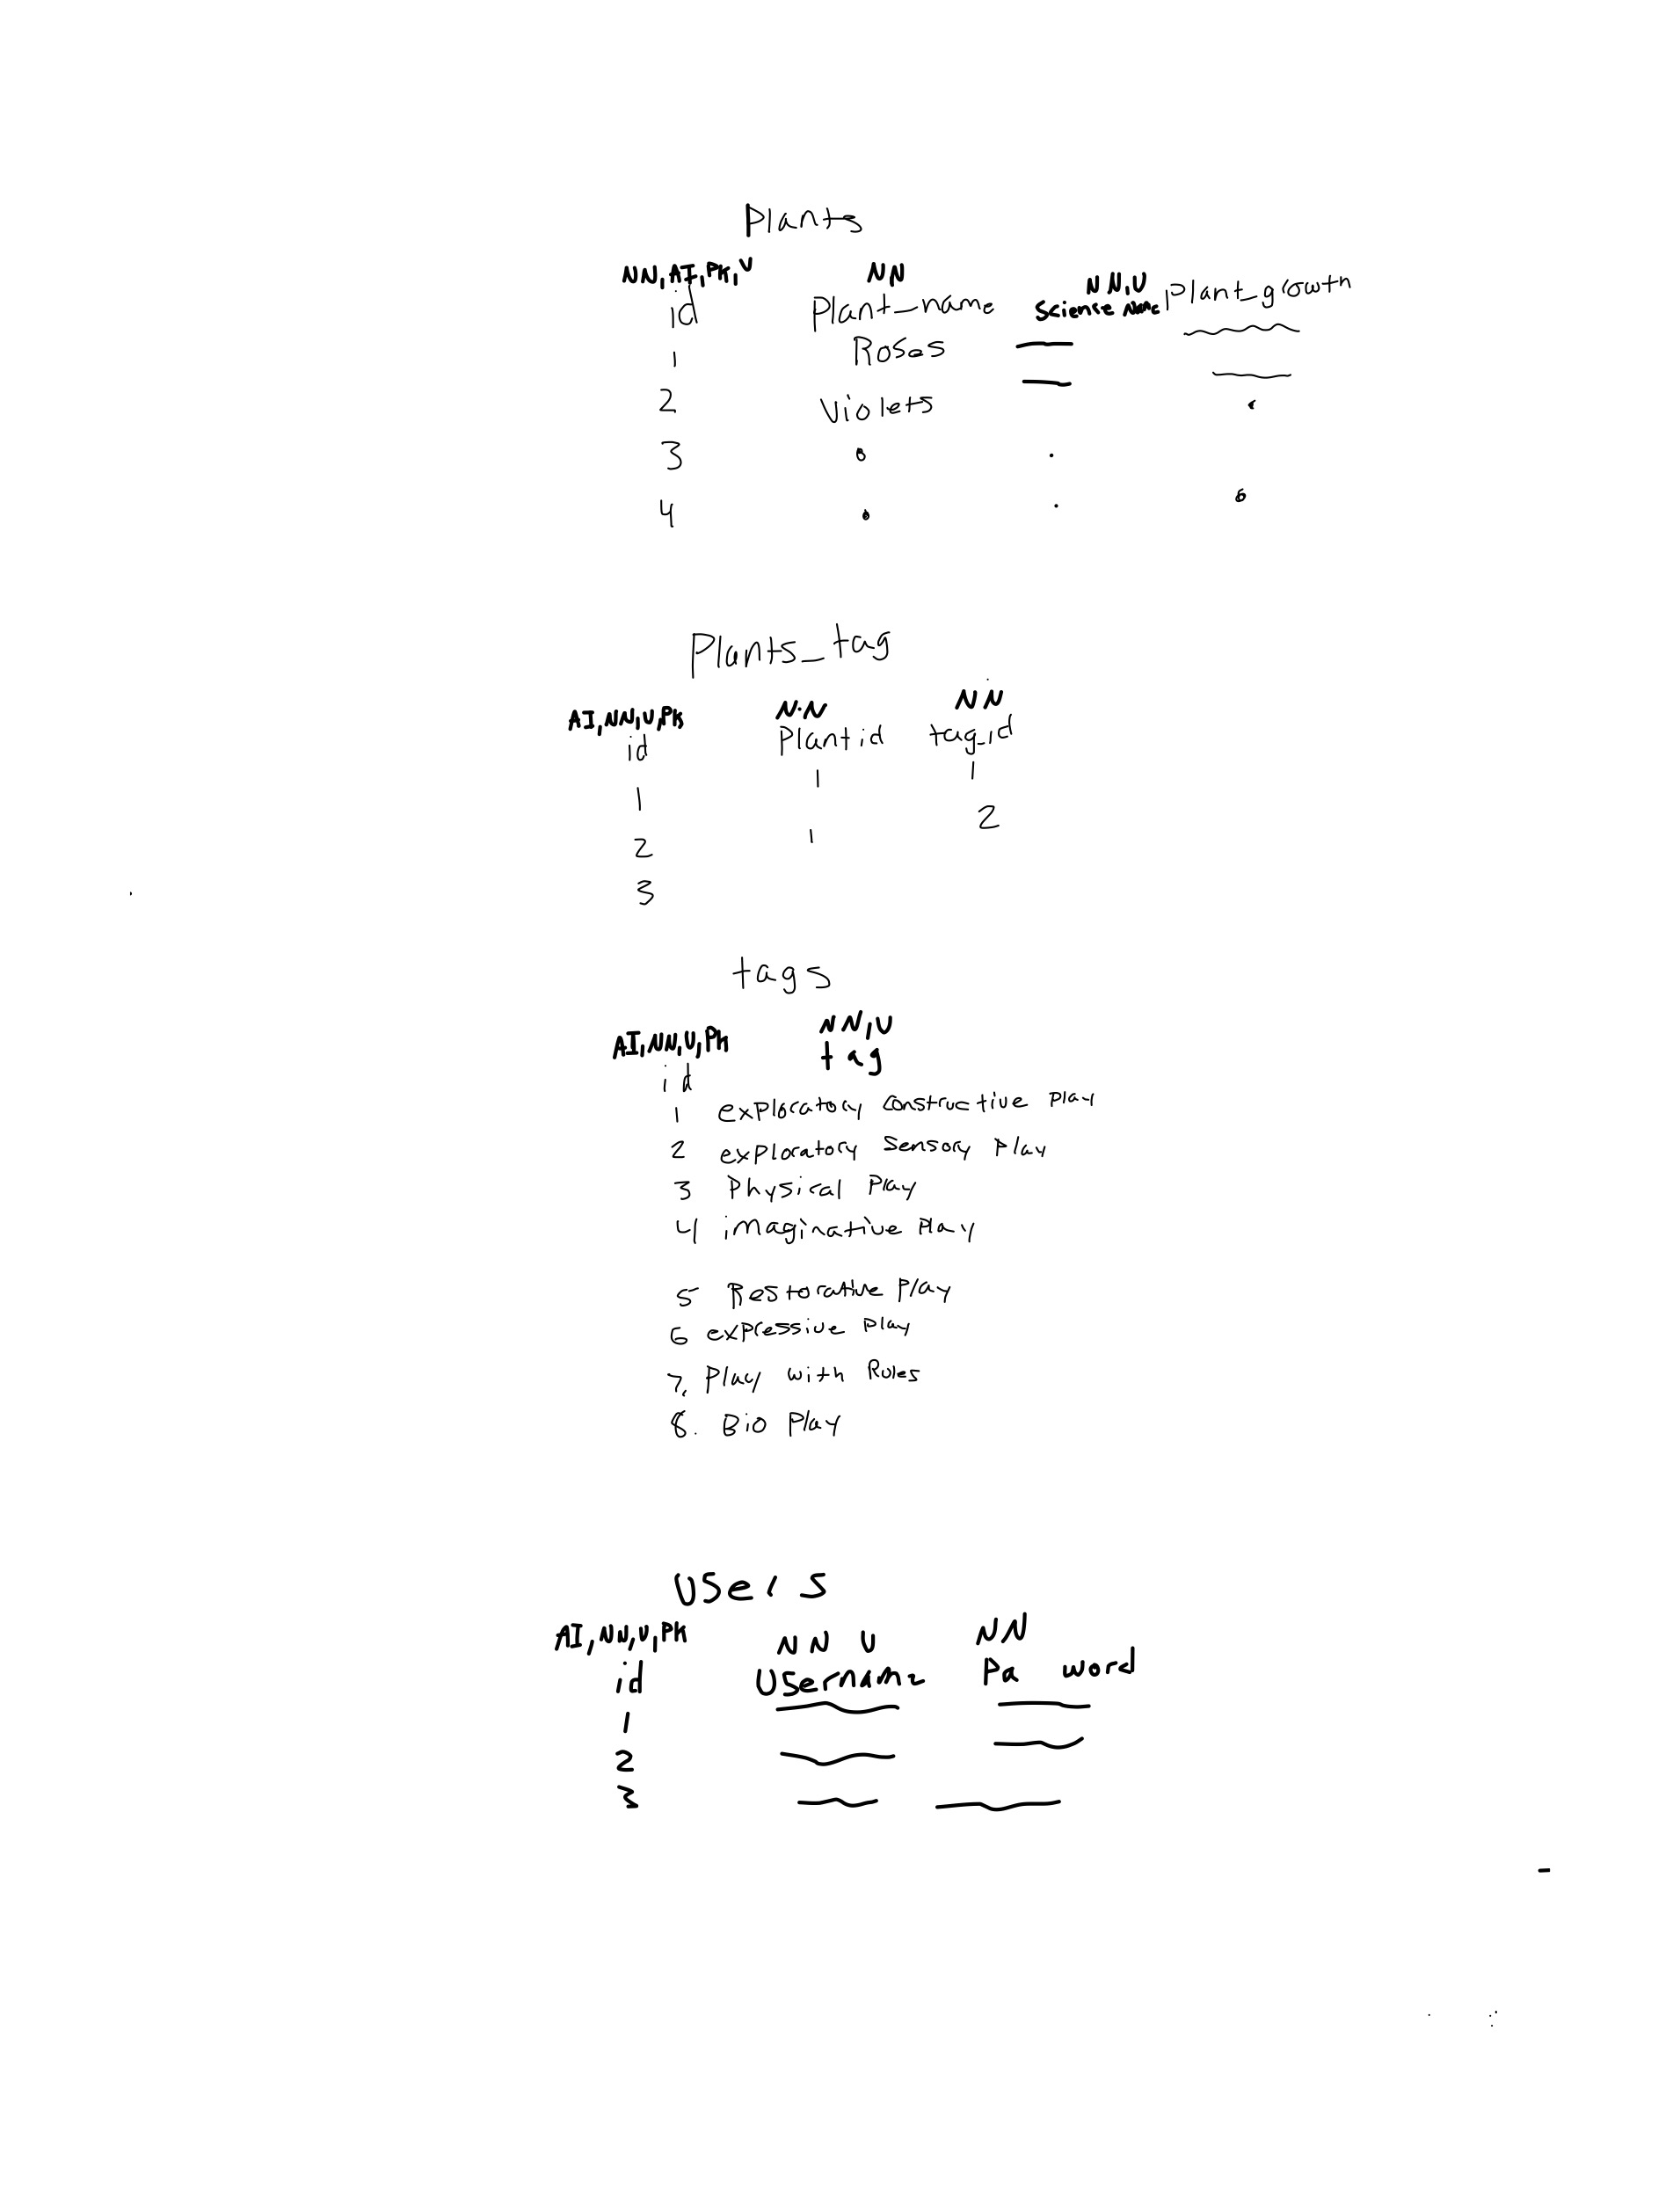 Plants
NN, AI, PK, U NN NN, U
id Plant_name Science Name Plant_growth
1 Roses
2 Violets
3
4
Plants_tag
AI, NN, U, PK N.N NN
id Plantid tag_id
1 1 1
2 1 2
3
tags
AI, NN, U, PK NN, U
id tag
1 exploratory constructive Play
2 exploratory Sensory Play
3 Physical Play
4 imaginative Play
5 Restorative Play
6 expressive Play
7. Play with Rules
8. Bio Play
Users
AI, NN, U, PK NN U NN
id Username Pa word
1
2
3